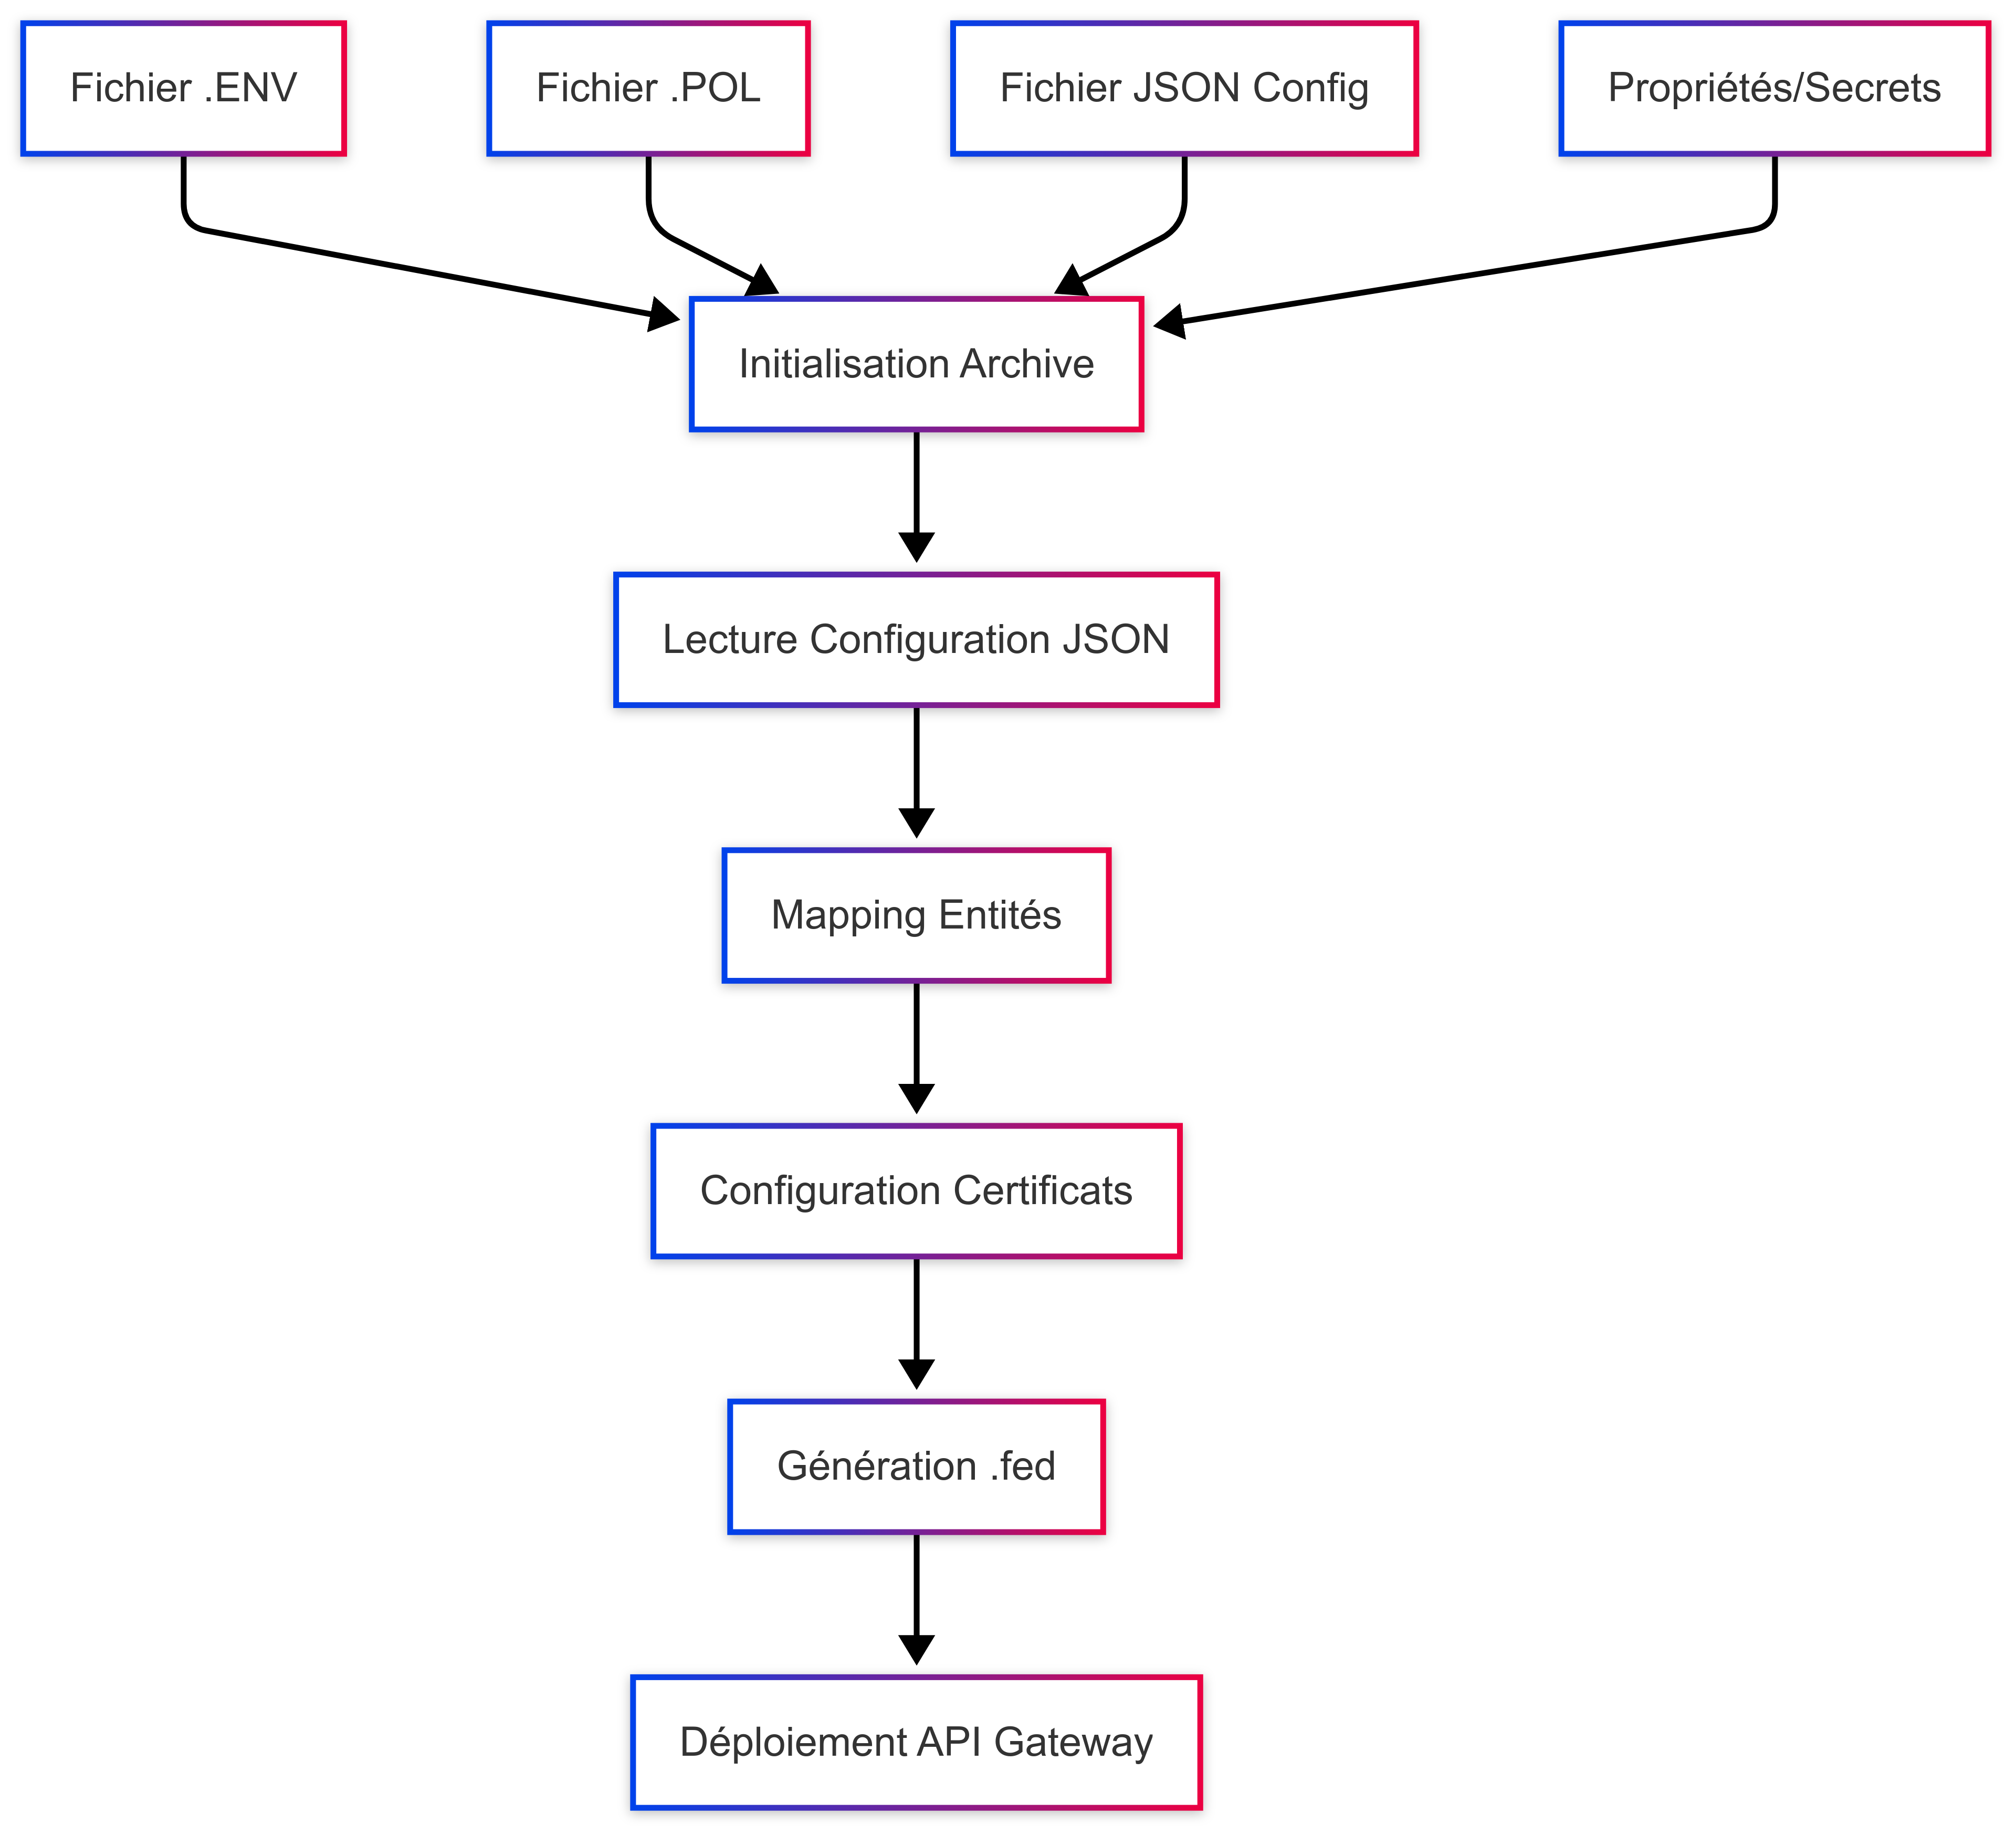 Fichier .ENV
Fichier .POL
Fichier JSON Config
Propriétés/Secrets
Initialisation Archive
Lecture Configuration JSON
Mapping Entités
Configuration Certificats
Génération .fed
Déploiement API Gateway